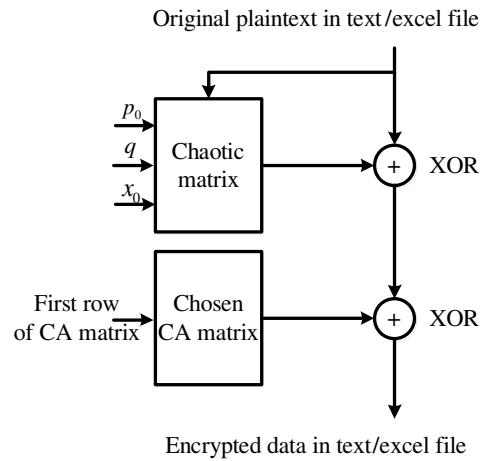 Original plaintext in text/excel file
p₀
q
x₀
Chaotic
matrix
+
XOR
First row
of CA matrix
Chosen
CA matrix
+
XOR
Encrypted data in text/excel file